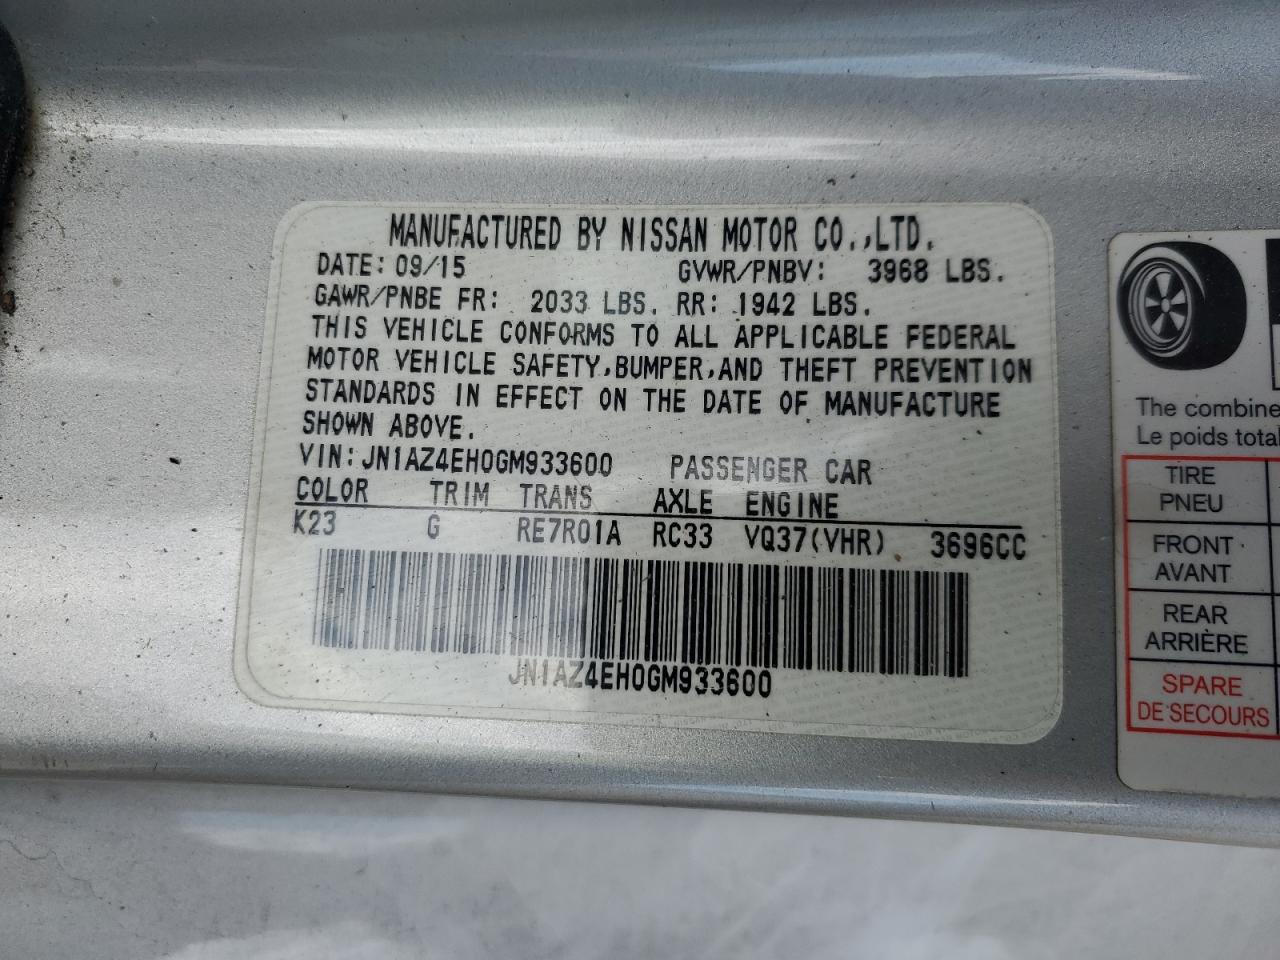 MANUFACTURED BY NISSAN MOTOR CO.,LTD.
DATE: 09/15 GVWR/PNBV: 3968 LBS.
GAWR/PNBE FR: 2033 LBS. RR: 1942 LBS.
THIS VEHICLE CONFORMS TO ALL APPLICABLE FEDERAL
MOTOR VEHICLE SAFETY,BUMPER,AND THEFT PREVENTION
STANDARDS IN EFFECT ON THE DATE OF MANUFACTURE
SHOWN ABOVE.
VIN: JN1AZ4EH0GM933600 PASSENGER CAR
COLOR TRIM TRANS AXLE ENGINE
K23 G RE7R01A RC33 VQ37(VHR) 3696CC
JN1AZ4EH0GM933600
The combine
Le poids total
TIRE
PNEU
FRONT
AVANT
REAR
ARRIÈRE
SPARE
DE SECOURS